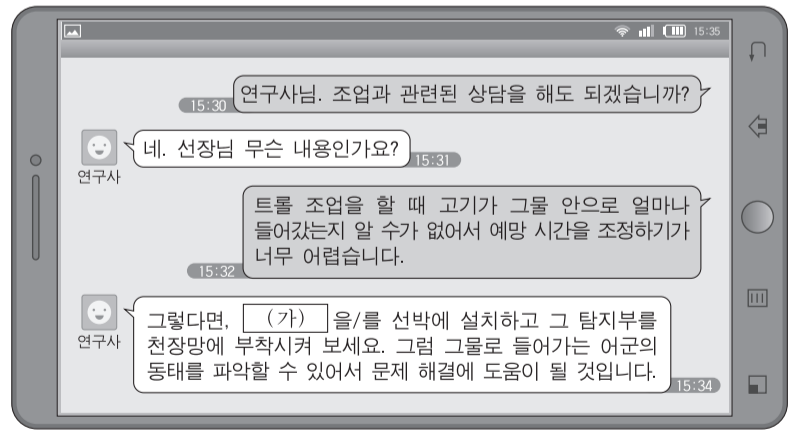 15:35
연구사님. 조업과 관련된 상담을 해도 되겠습니까?
15:30
네. 선장님 무슨 내용인가요?
15:31
연구사
트롤 조업을 할 때 고기가 그물 안으로 얼마나
들어갔는지 알 수가 없어서 예망 시간을 조정하기가
너무 어렵습니다.
15:32
그렇다면, (가) 을/를 선박에 설치하고 그 탐지부를
연구사
천장망에 부착시켜 보세요. 그럼 그물로 들어가는 어군의
동태를 파악할 수 있어서 문제 해결에 도움이 될 것입니다.
15:34